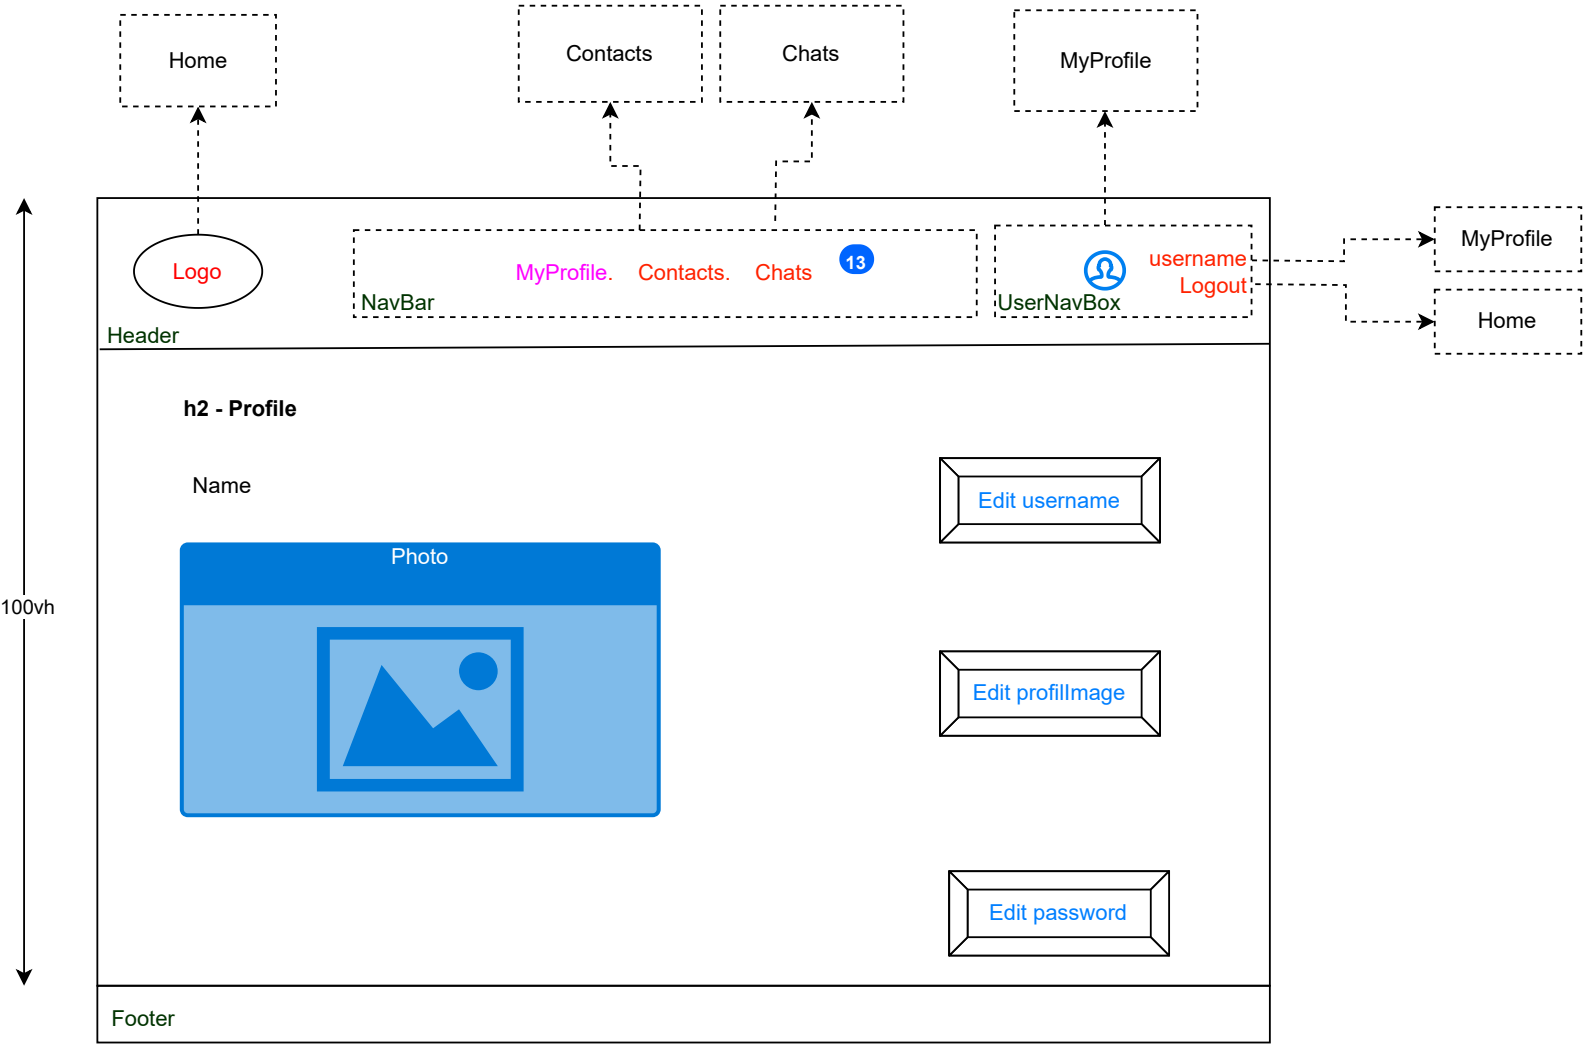 Home
Contacts
Chats
MyProfile
Logo
MyProfile. Contacts. Chats
13
NavBar
username
Logout
UserNavBox
MyProfile
Home
Header
h2 - Profile
Name
Photo
Edit username
100vh
Edit profilImage
Edit password
Footer